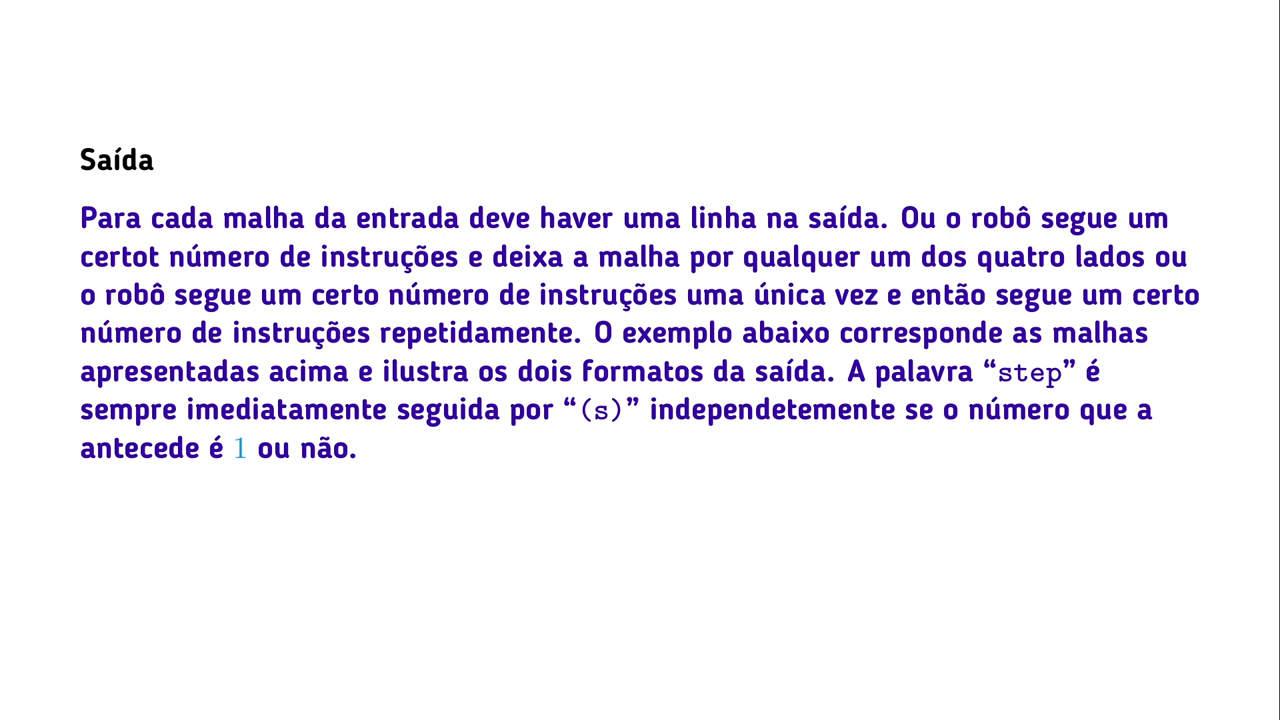 Saída
Para cada malha da entrada deve haver uma linha na saída. Ou o robô segue um
certot número de instruções e deixa a malha por qualquer um dos quatro lados ou
o robô segue um certo número de instruções uma única vez e então segue um certo
número de instruções repetidamente. O exemplo abaixo corresponde as malhas
apresentadas acima e ilustra os dois formatos da saída. A palavra “step” é
sempre imediatamente seguida por “(s)” independetemente se o número que a
antecede é 1 ou não.